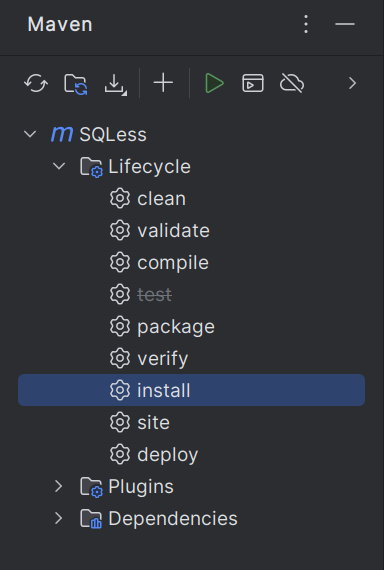 Maven
m SQLess
Lifecycle
clean
validate
compile
test
package
verify
install
site
deploy
Plugins
Dependencies